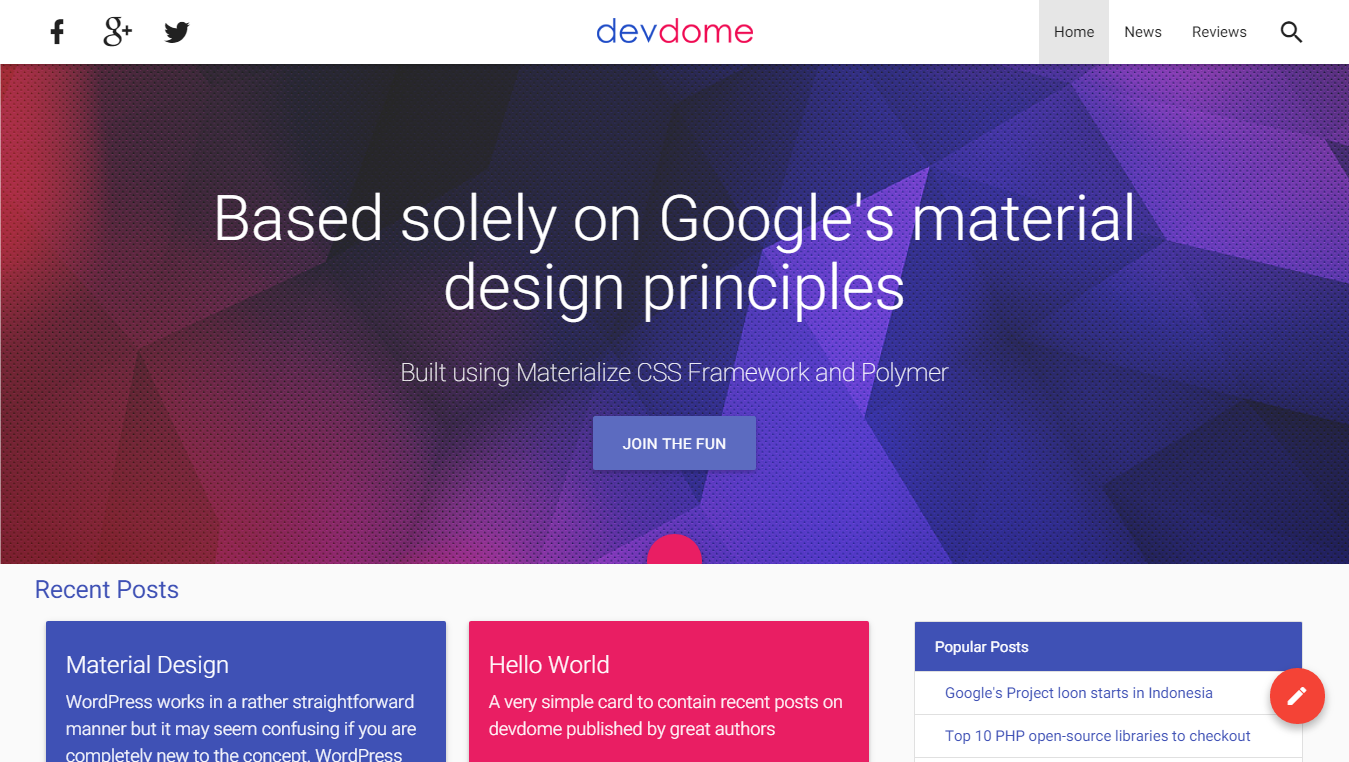 devdome
Home
News
Reviews
Based solely on Google's material
design principles
Built using Materialize CSS Framework and Polymer
JOIN THE FUN
Recent Posts
Material Design
WordPress works in a rather straightforward
manner but it may seem confusing if you are
completely new to the concept. WordPress
Hello World
A very simple card to contain recent posts on
devdome published by great authors
Popular Posts
Google's Project loon starts in Indonesia
Top 10 PHP open-source libraries to checkout